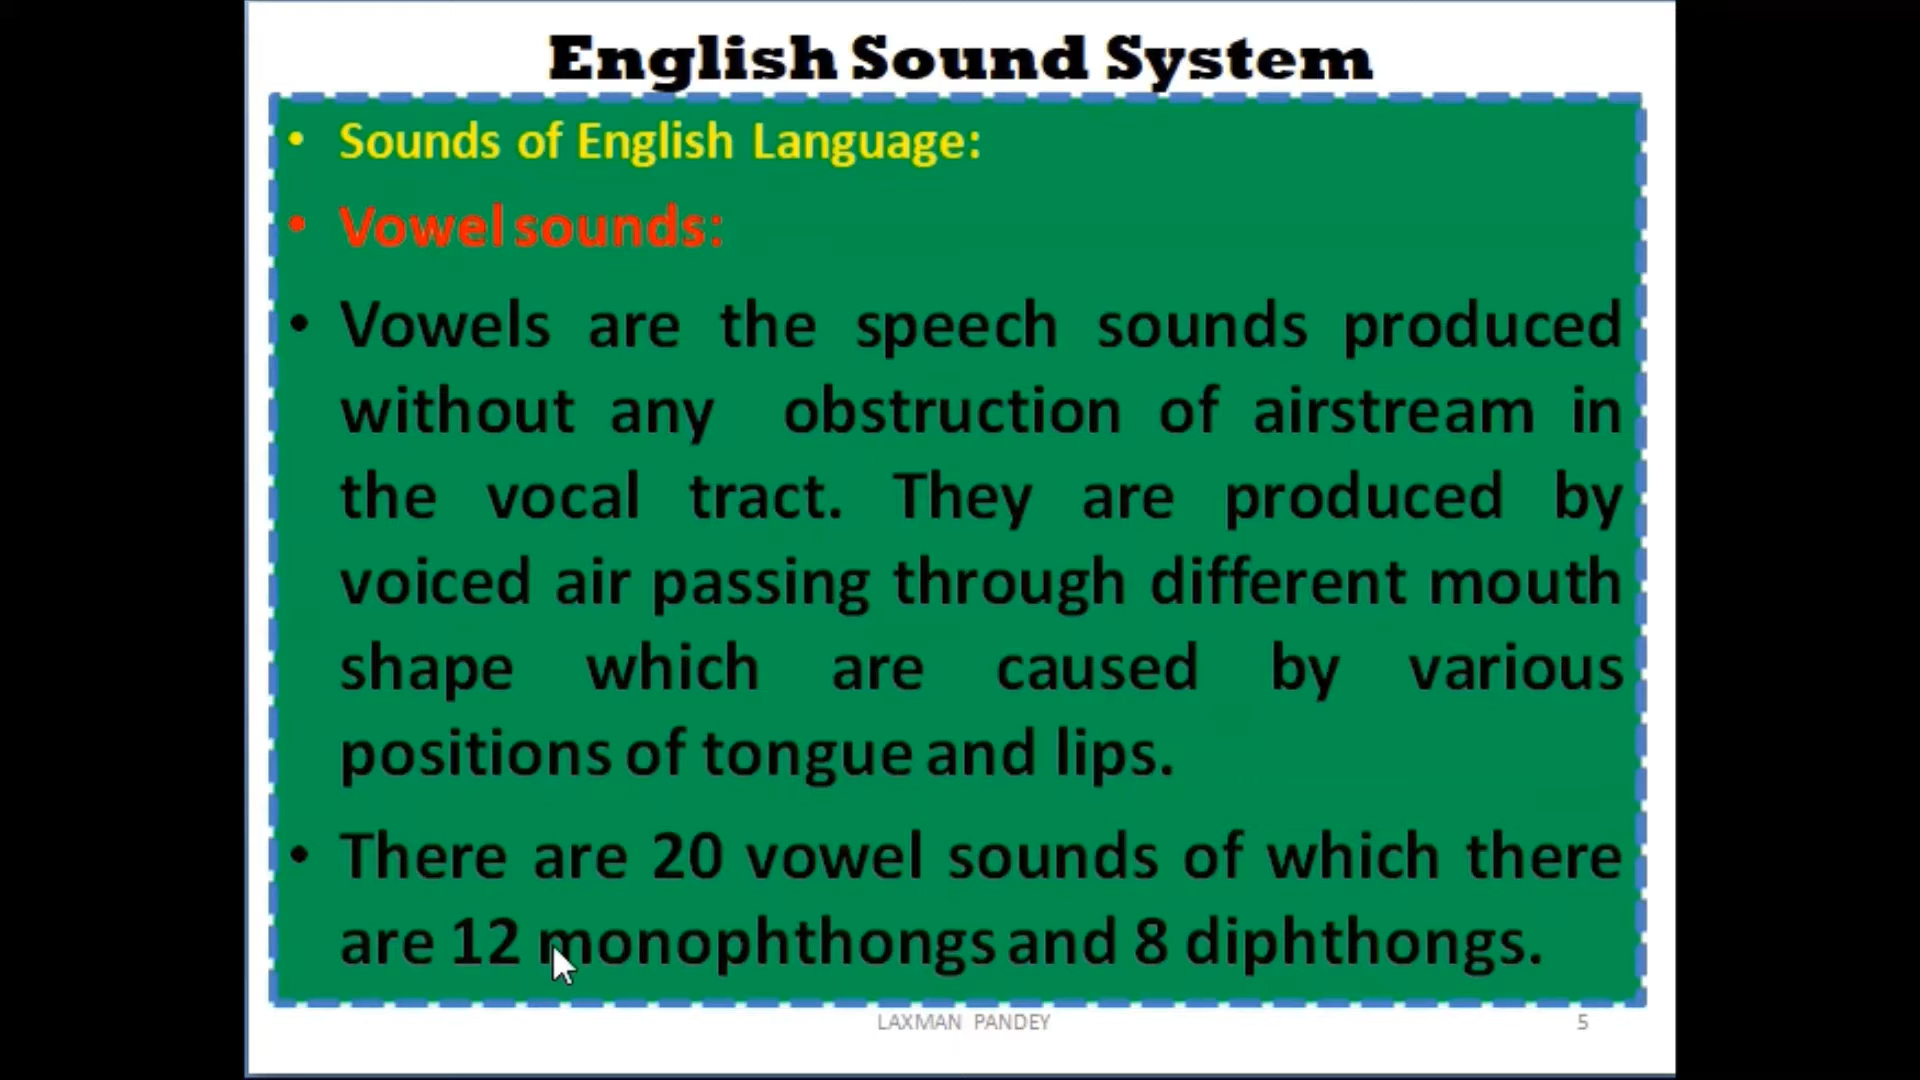 English Sound System
• Sounds of English Language:
• Vowel sounds:
• Vowels are the speech sounds produced
without any obstruction of airstream in
the vocal tract. They are produced by
voiced air passing through different mouth
shape which are caused by various
positions of tongue and lips.
• There are 20 vowel sounds of which there
are 12 monophthongs and 8 diphthongs.
LAXMAN PANDEY 5